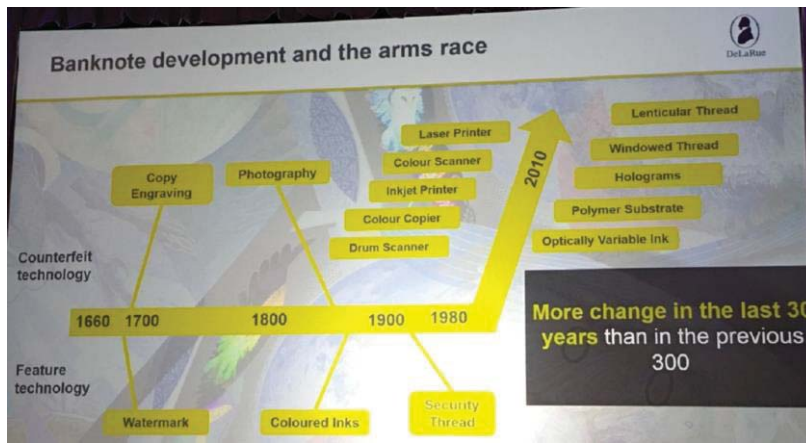 Banknote development and the arms race
DeLaRue
Laser Printer
Colour Scanner
Inkjet Printer
Colour Copier
Drum Scanner
Copy
Engraving
Photography
2010
Lenticular Thread
Windowed Thread
Holograms
Polymer Substrate
Optically Variable Ink
Counterfeit
technology
1660 1700 1800 1900 1980
Feature
technology
Watermark
Coloured Inks
Security
Thread
More change in the last 30
years than in the previous
300